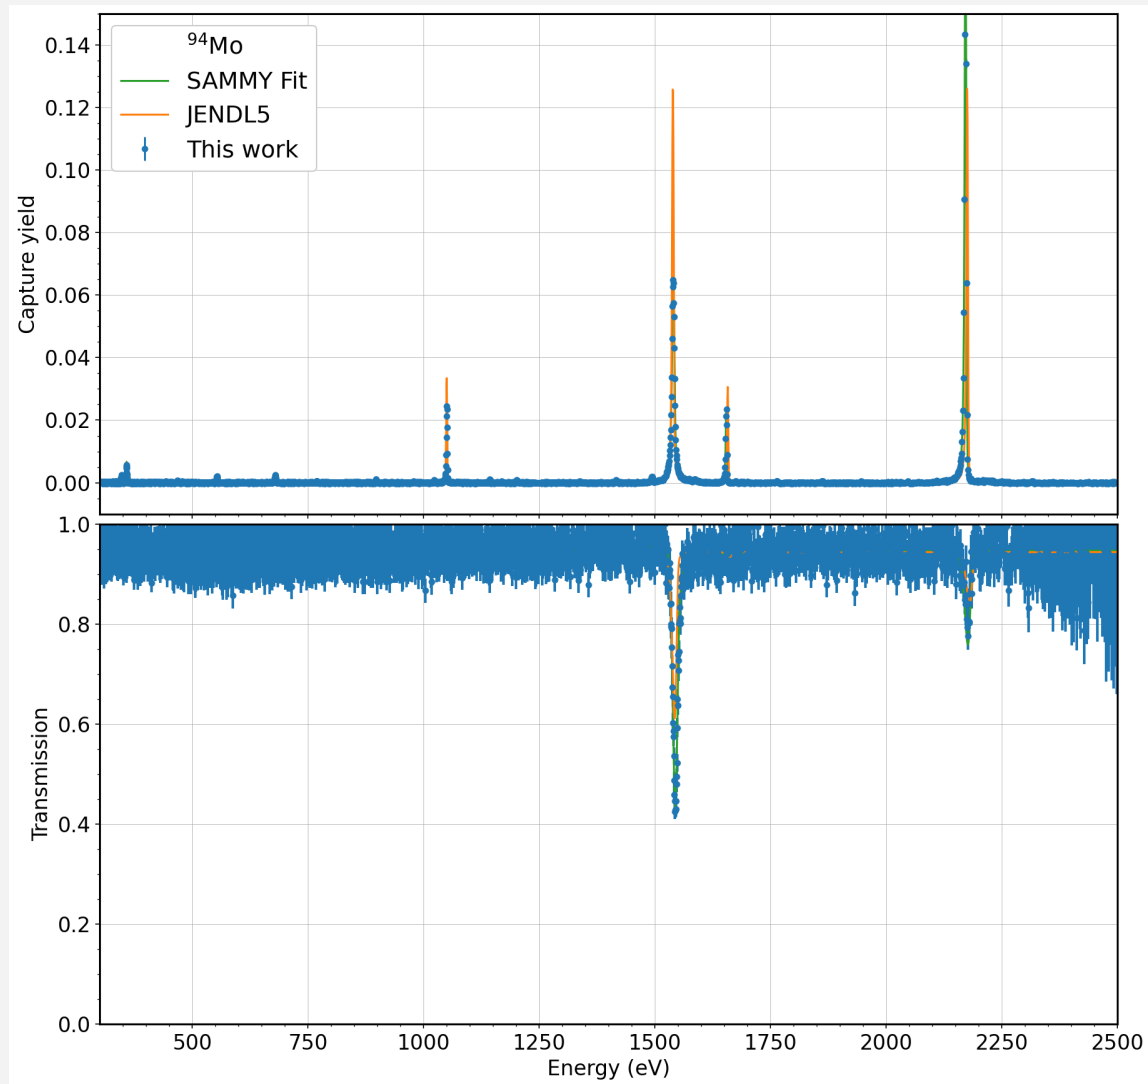 ⁹⁴Mo
SAMMY Fit
JENDL5
This work
Capture yield
0.14
0.12
0.10
0.08
0.06
0.04
0.02
0.00
Transmission
1.0
0.8
0.6
0.4
0.2
0.0
500 750 1000 1250 1500 1750 2000 2250 2500
Energy (eV)